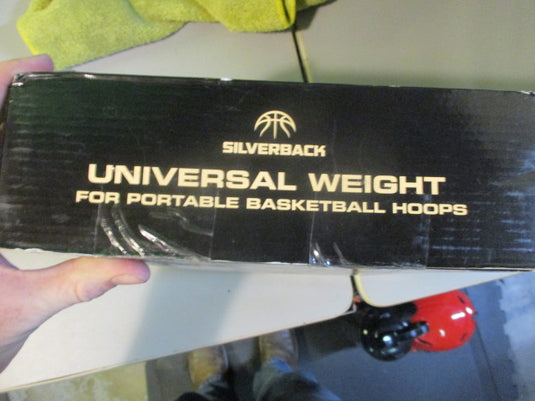 SILVERBACK
UNIVERSAL WEIGHT
FOR PORTABLE BASKETBALL HOOPS